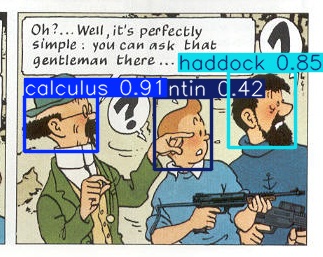 Oh?... Well, it's perfectly
simple: you can ask that
gentleman there...
?
haddock 0.85
calculus 0.91
ntin 0.42
?